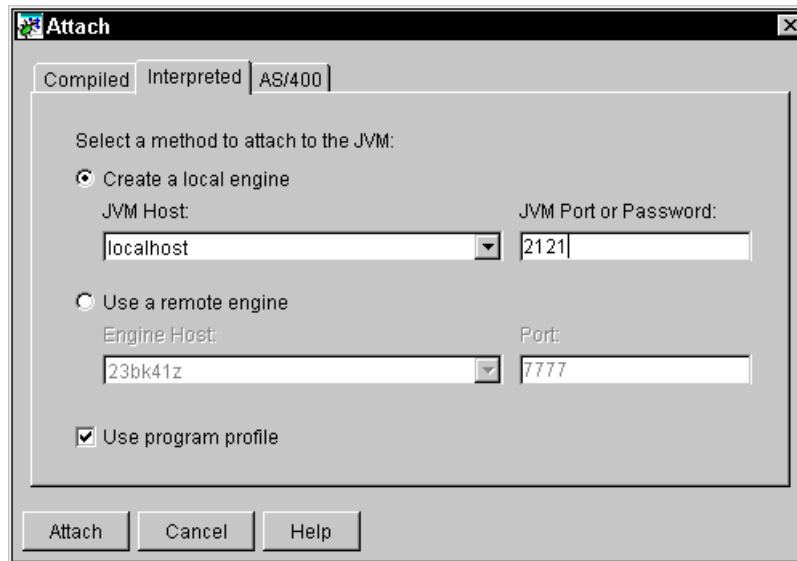 Attach
Compiled Interpreted AS/400
Select a method to attach to the JVM:
Create a local engine
JVM Host: JVM Port or Password:
localhost 2121
Use a remote engine
Engine Host: Port:
23bk41z 7777
Use program profile
Attach Cancel Help